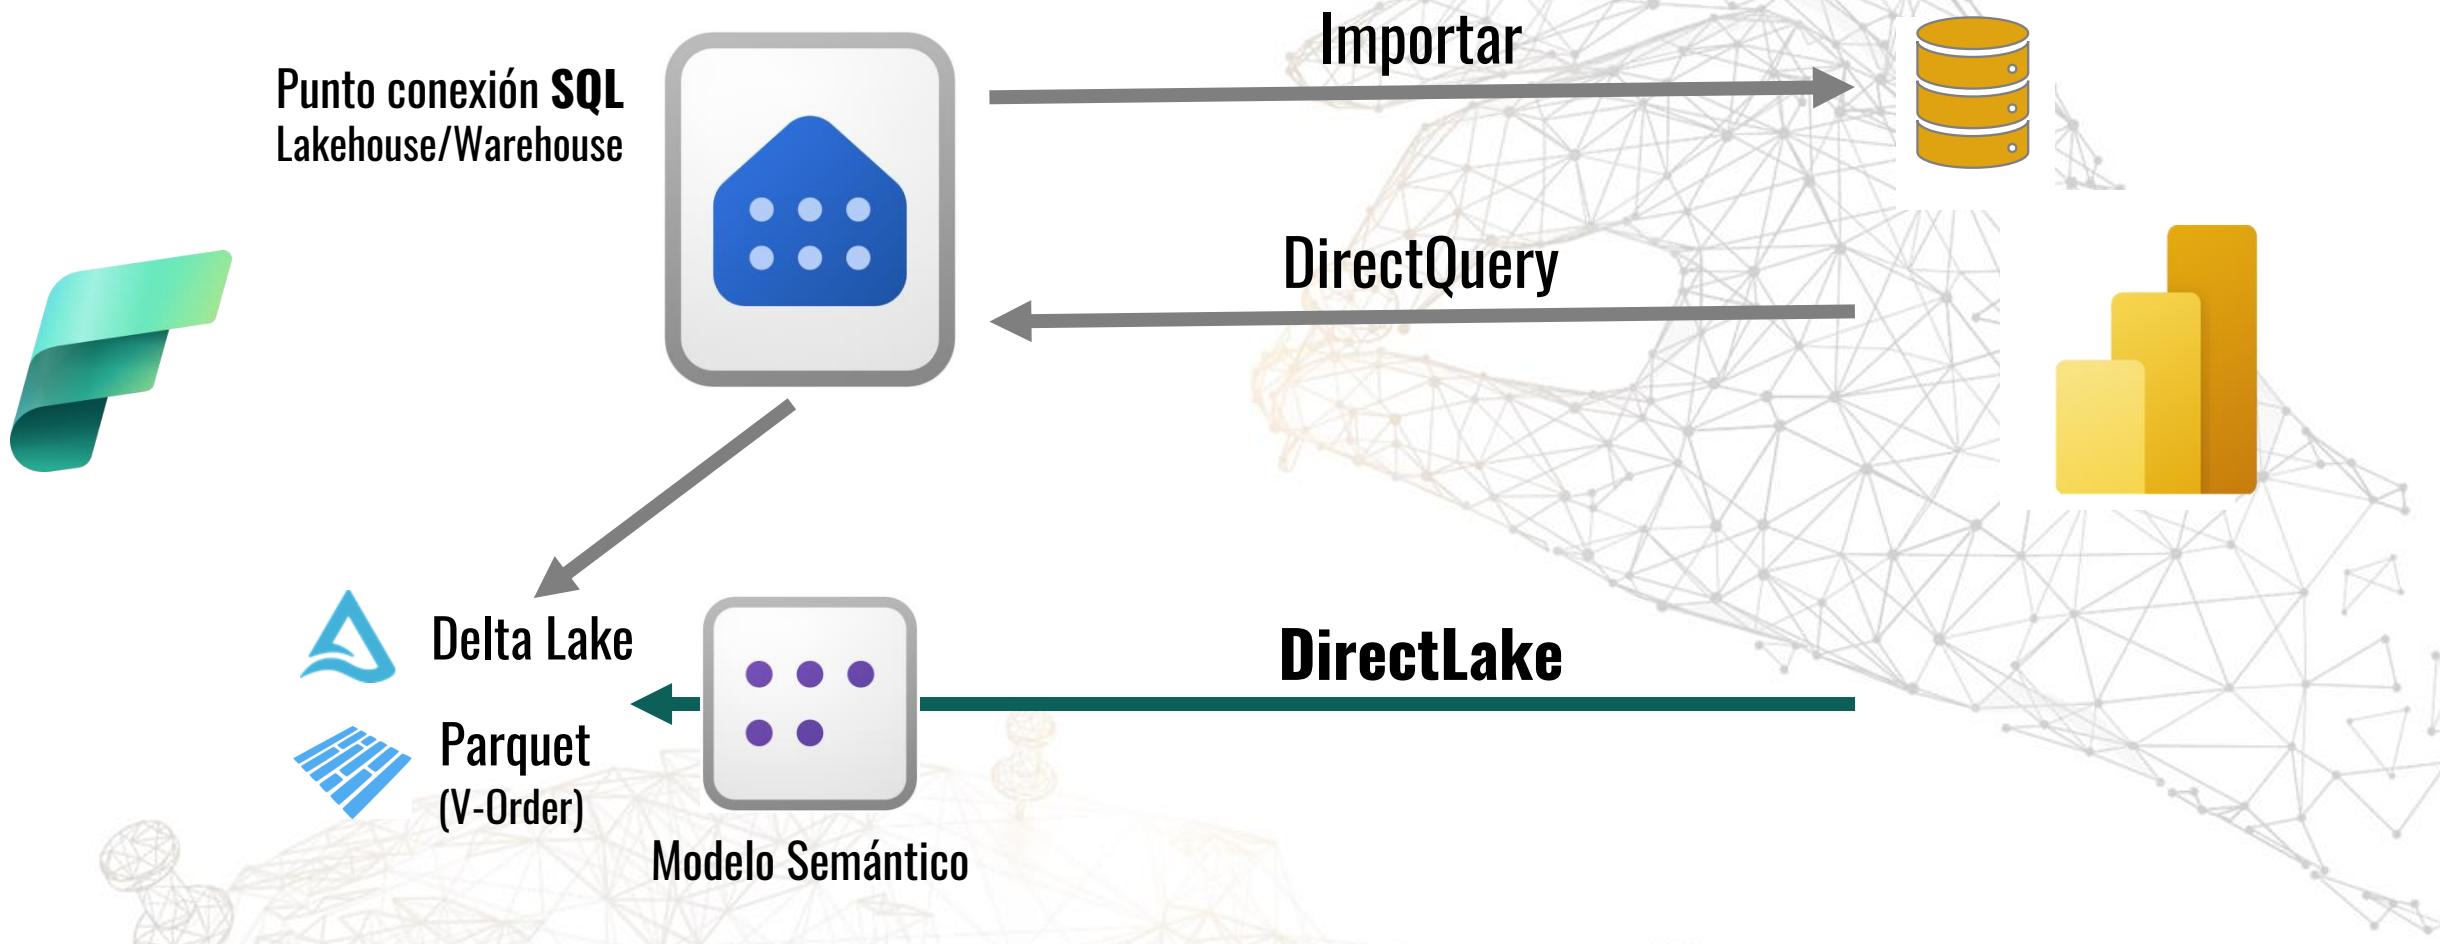 Importar
Punto conexión SQL
Lakehouse/Warehouse
DirectQuery
Delta Lake
DirectLake
Parquet
(V-Order)
Modelo Semántico